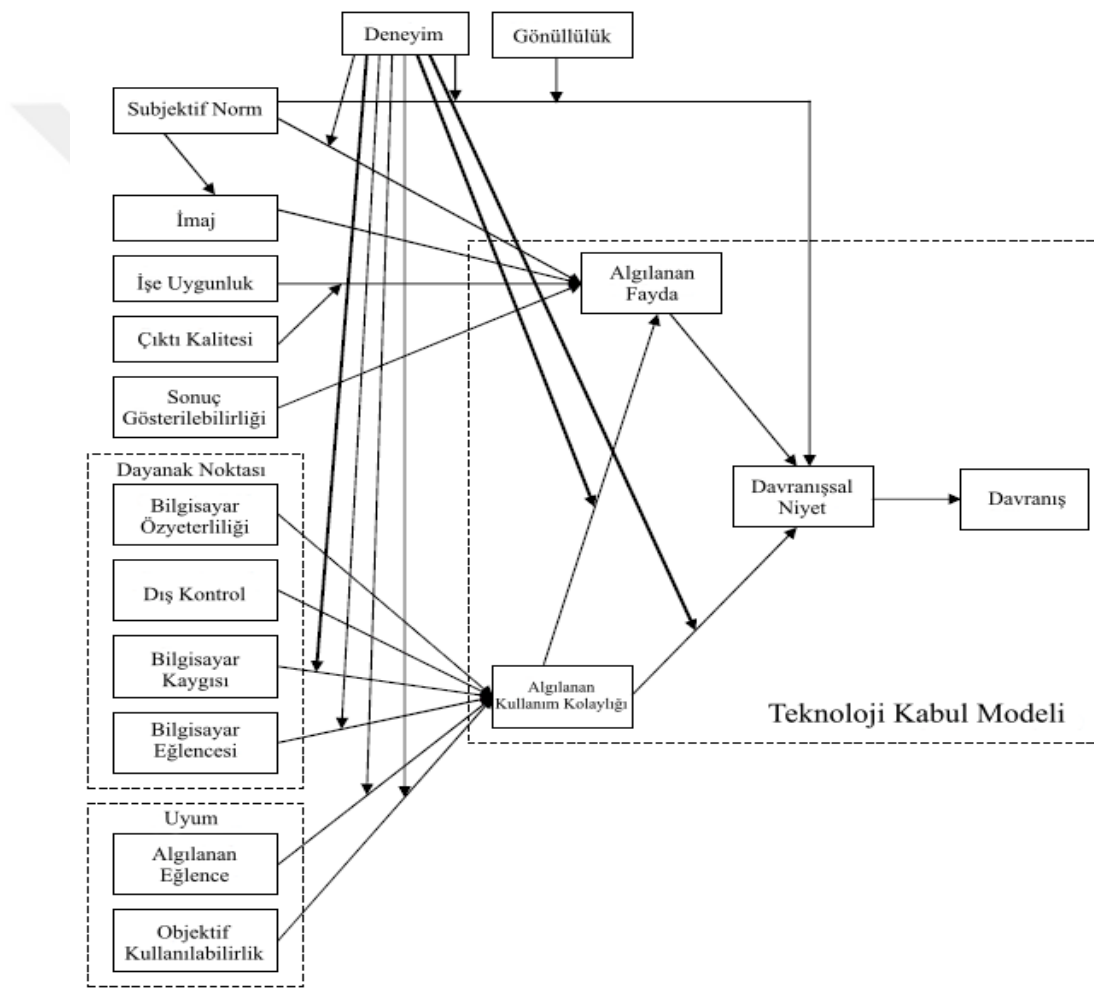 Deneyim
Gönüllülük
Subjektif Norm
İmaj
İşe Uygunluk
Çıktı Kalitesi
Sonuç
Gösterilebilirliği
Algılanan
Fayda
Dayanak Noktası
Bilgisayar
Özyeterliliği
Dış Kontrol
Bilgisayar
Kaygısı
Bilgisayar
Eğlencesi
Davranışsal
Niyet
Davranış
Algılanan
Kullanım Kolaylığı
Teknoloji Kabul Modeli
Uyum
Algılanan
Eğlence
Objektif
Kullanılabilirlik